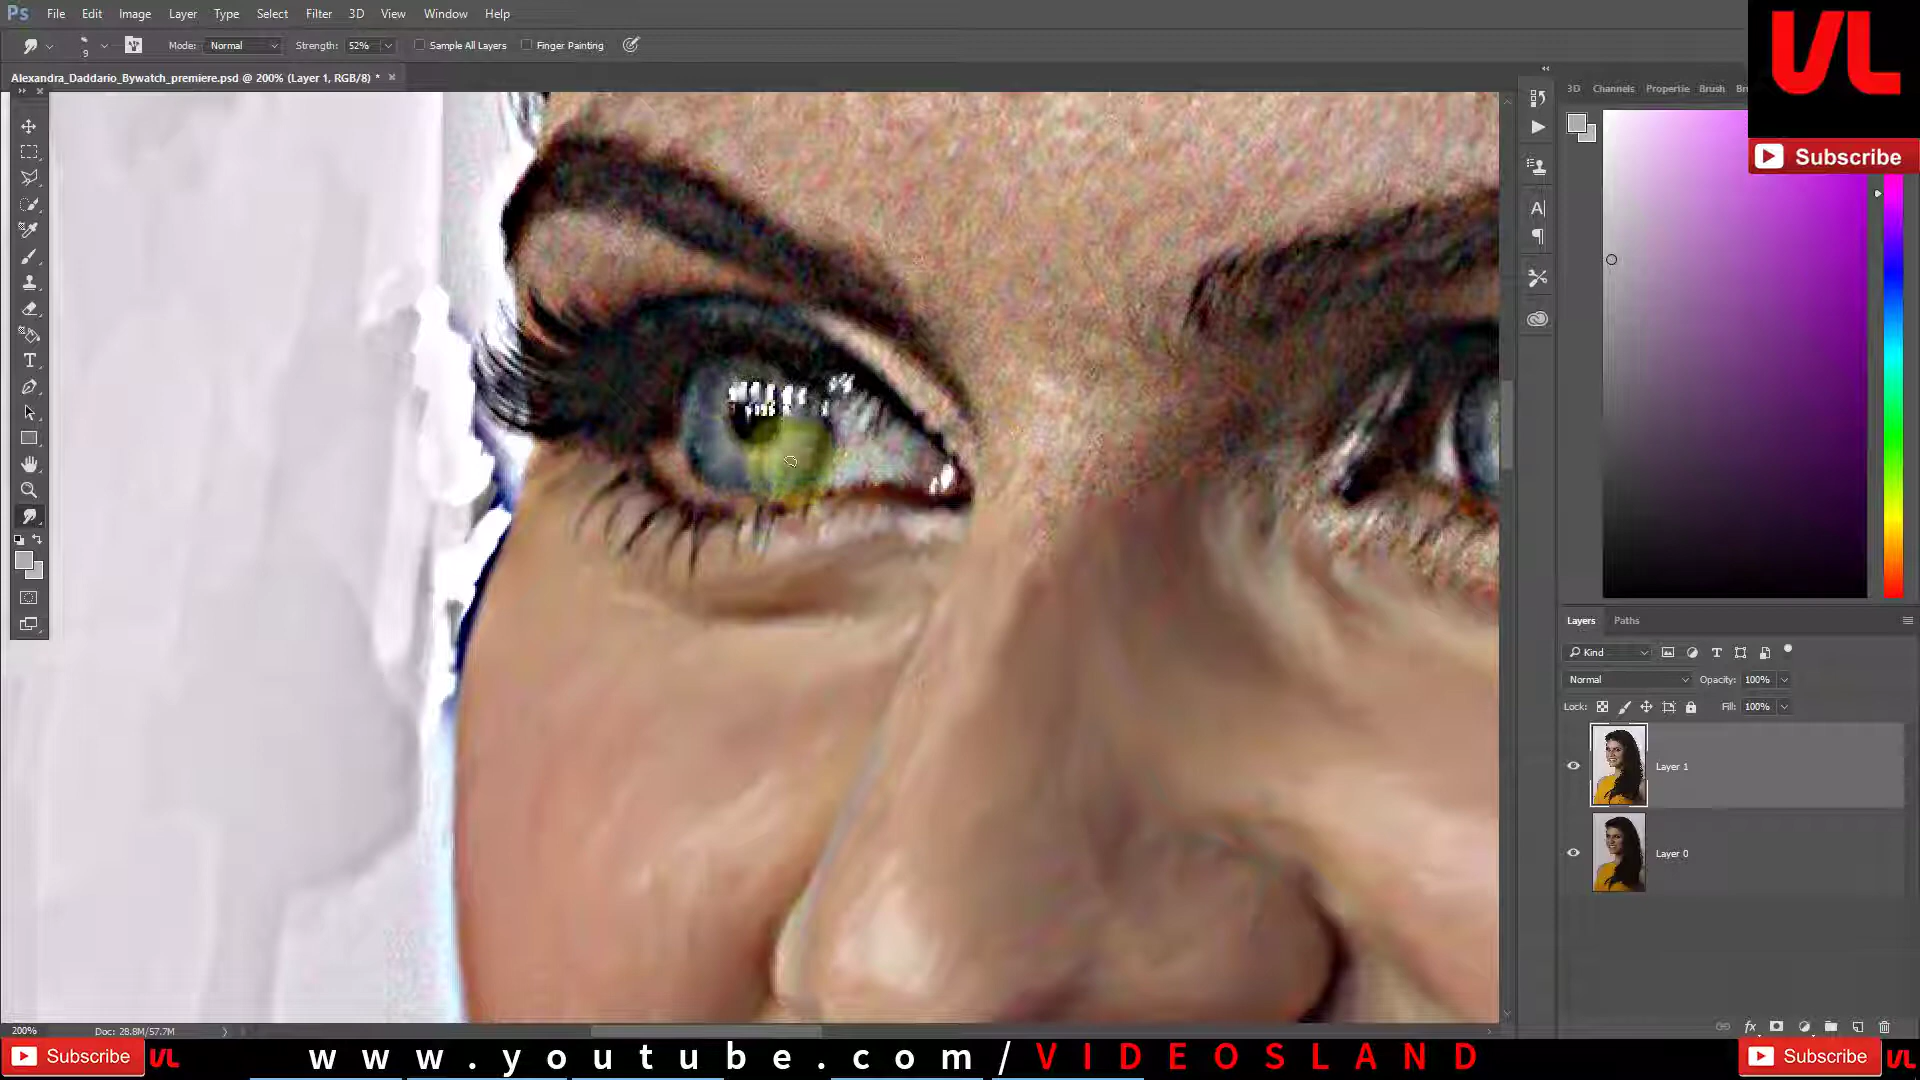 Ps File Edit Image Layer Type Select Filter 3D View Window Help
9 Mode: Normal Strength: 52% Sample All Layers Finger Painting
Alexandra_Daddario_Bywatch_premiere.psd @ 200% (Layer 1, RGB/8) *
3D Channels Propertie Brush Br
VL
Subscribe
Layers Paths
Kind
Normal Opacity: 100%
Lock: Fill: 100%
Layer 1
Layer 0
fx
200% Doc: 28.8M/57.7M
Subscribe VL www.youtube.com/VIDEOSLAND Subscribe VL